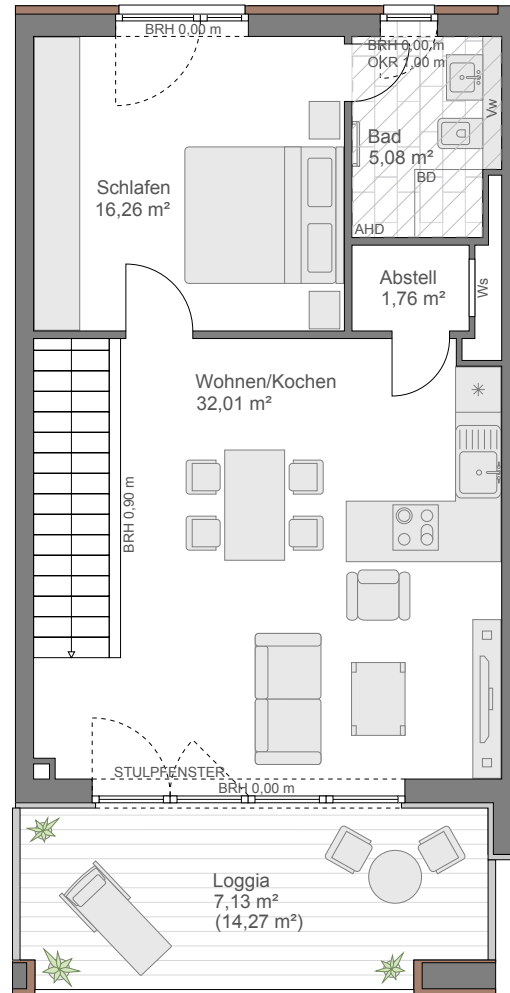 BRH 0,00 m
BRH 0,00 m
OKR 1,00 m
Vw
Bad
5,08 m²
BD
AHD
Schlafen
16,26 m²
Abstell
1,76 m²
Ws
Wohnen/Kochen
32,01 m²
BRH 0,90 m
STULPFENSTER
BRH 0,00 m
Loggia
7,13 m²
(14,27 m²)